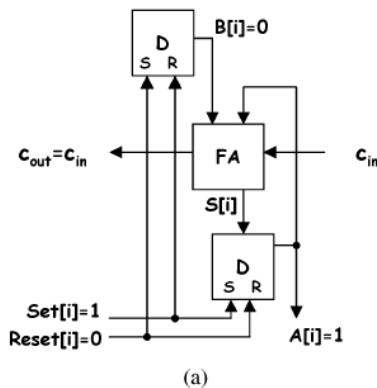 B[i]=0
D
S R
FA
c_out=c_in
c_in
S[i]
D
S R
Set[i]=1
Reset[i]=0
A[i]=1
(a)